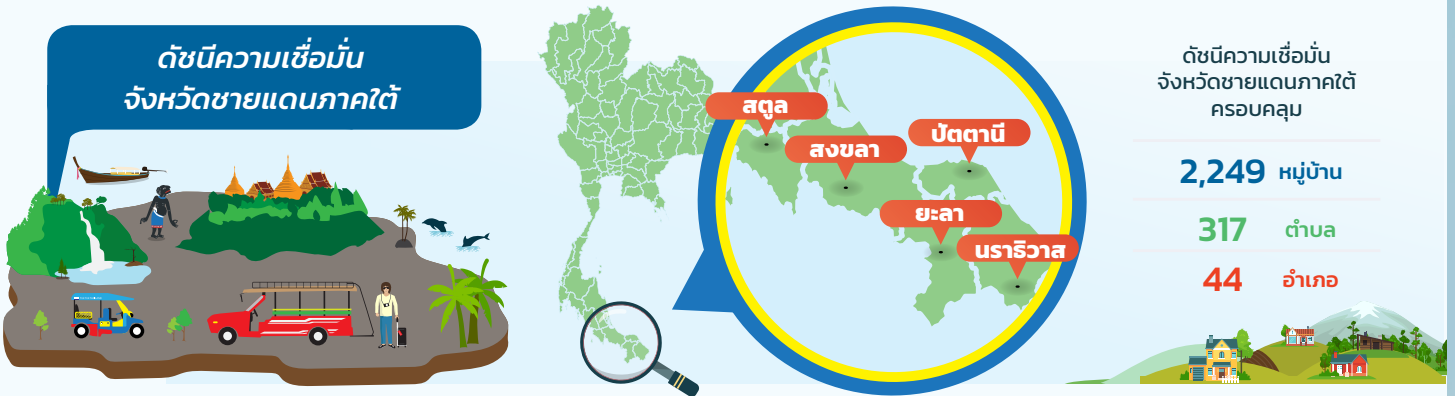 ดัชนีความเชื่อมั่น
จังหวัดชายแดนภาคใต้
สตูล
สงขลา
ปัตตานี
ยะลา
นราธิวาส
ดัชนีความเชื่อมั่น
จังหวัดชายแดนภาคใต้
ครอบคลุม
2,249 หมู่บ้าน
317 ตำบล
44 อำเภอ